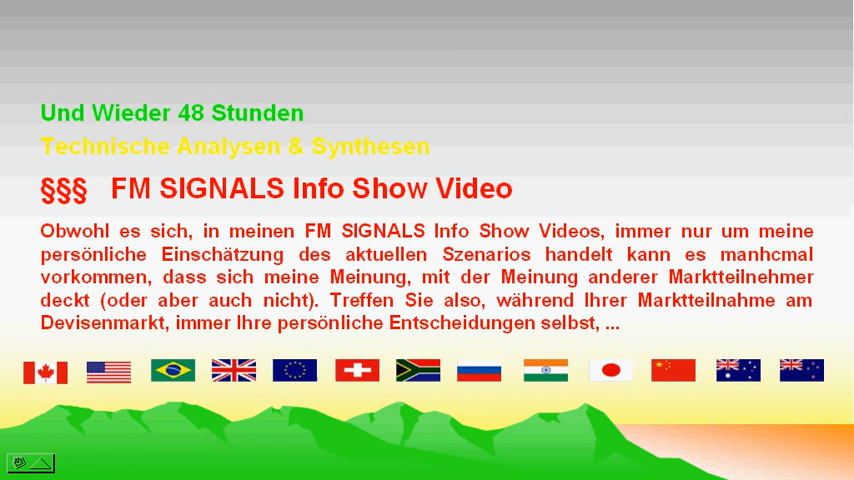 Und Wieder 48 Stunden
Technische Analysen & Synthesen
§§§ FM SIGNALS Info Show Video
Obwohl es sich, in meinen FM SIGNALS Info Show Videos, immer nur um meine
persönliche Einschätzung des aktuellen Szenarios handelt kann es manhcmal
vorkommen, dass sich meine Meinung, mit der Meinung anderer Marktteilnehmer
deckt (oder aber auch nicht). Treffen Sie also, während Ihrer Marktteilnahme am
Devisenmarkt, immer Ihre persönliche Entscheidungen selbst, ...